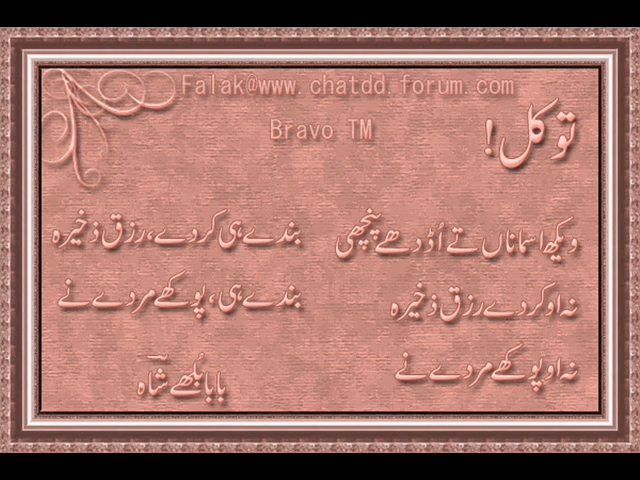 Falak@www.chatdd.forum.com
Bravo TM
توکل!
ویکھ اسماناں تے اُڈدھے پنچھی
نہ او کردے رزق ذخیرہ
نہ او پوکھے مردے نے
بندے ہی کردے، رزق ذخیرہ
بندے ہی، پوکھے مردے نے
بابا بُلھے شاہؔ